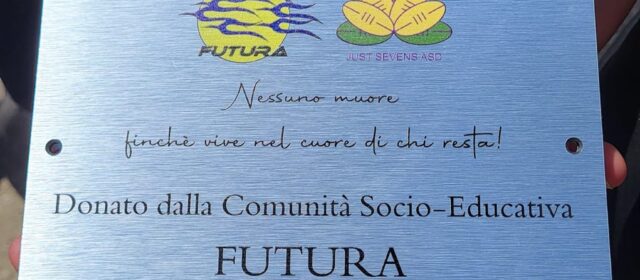 FUTURA
JUST SEVENS ASD
Nessuno muore
finchè vive nel cuore di chi resta!
Donato dalla Comunità Socio-Educativa
FUTURA